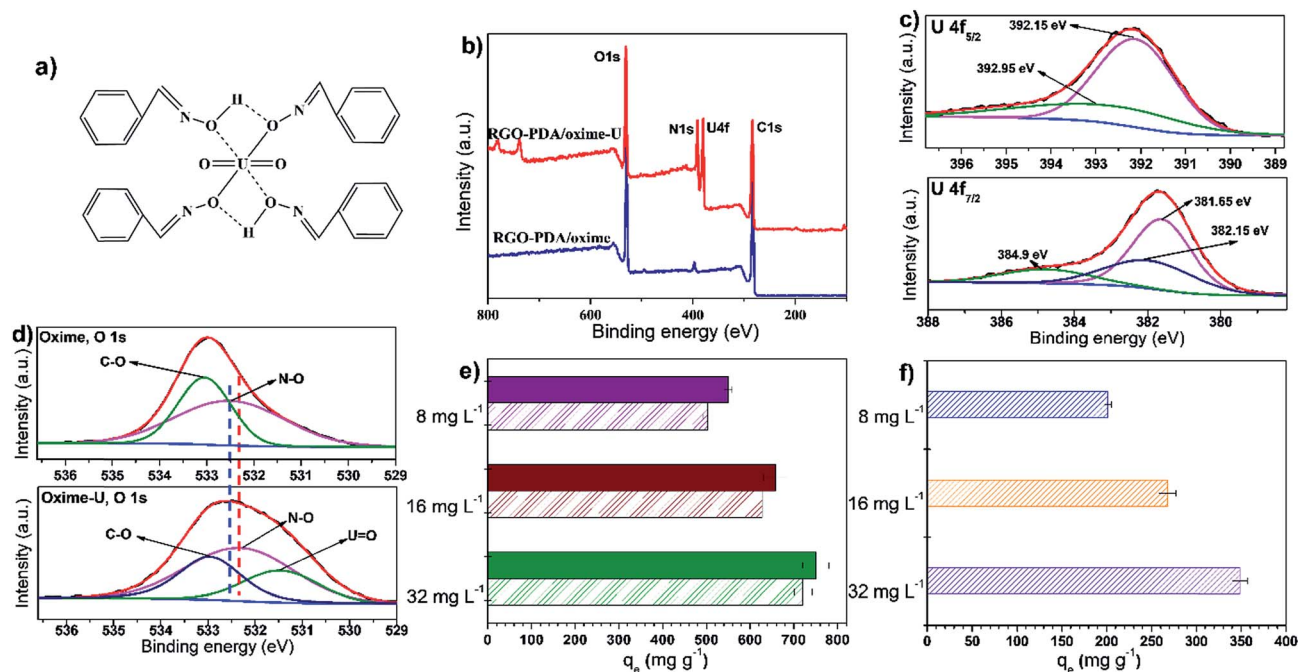 a)
H
N
O
O
N
O=U=O
N
O
O
N
H
b)
O1s
N1s
U4f
C1s
RGO-PDA/oxime-U
RGO-PDA/oxime
Intensity (a.u.)
800 600 400 200
Binding energy (eV)
c)
U 4f5/2
392.15 eV
392.95 eV
Intensity (a.u.)
396 395 394 393 392 391 390 389 388
U 4f7/2
381.65 eV
382.15 eV
384.9 eV
Intensity (a.u.)
388 386 384 382 380
Binding energy (eV)
d)
Oxime, O 1s
C-O
N-O
Intensity (a.u.)
536 535 534 533 532 531 530 529
Oxime-U, O 1s
C-O
N-O
U=O
Intensity (a.u.)
536 535 534 533 532 531 530 529
Binding energy (eV)
e)
8 mg L-1
16 mg L-1
32 mg L-1
0 100 200 300 400 500 600 700 800
qe (mg g-1)
f)
8 mg L-1
16 mg L-1
32 mg L-1
0 50 100 150 200 250 300 350 400
qe (mg g-1)